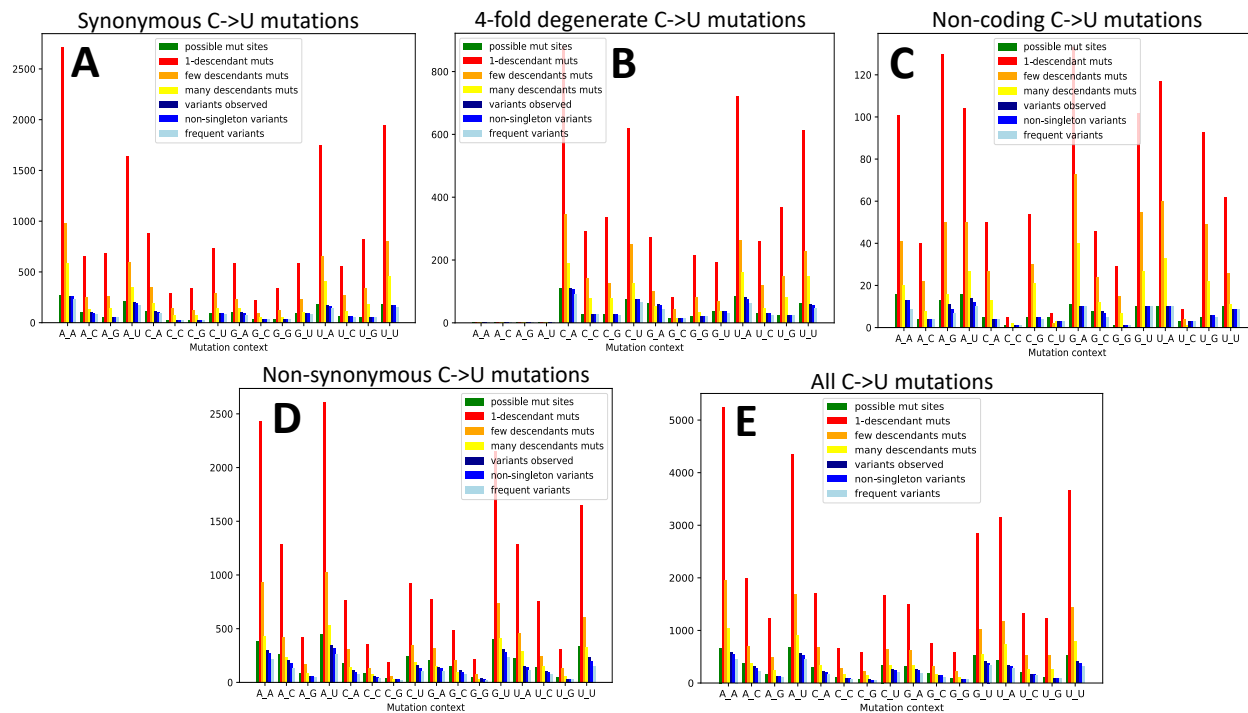 Synonymous C->U mutations
A
possible mut sites
1-descendant muts
few descendants muts
many descendants muts
variants observed
non-singleton variants
frequent variants
2500
2000
1500
1000
500
0
A_A A_C A_G A_U C_A C_C C_G C_U G_A G_C G_G G_U U_A U_C U_G U_U
Mutation context
4-fold degenerate C->U mutations
B
possible mut sites
1-descendant muts
few descendants muts
many descendants muts
variants observed
non-singleton variants
frequent variants
800
600
400
200
0
A_A A_C A_G A_U C_A C_C C_G C_U G_A G_C G_G G_U U_A U_C U_G U_U
Mutation context
Non-coding C->U mutations
C
possible mut sites
1-descendant muts
few descendants muts
many descendants muts
variants observed
non-singleton variants
frequent variants
120
100
80
60
40
20
0
A_A A_C A_G A_U C_A C_C C_G C_U G_A G_C G_G G_U U_A U_C U_G U_U
Mutation context
Non-synonymous C->U mutations
D
possible mut sites
1-descendant muts
few descendants muts
many descendants muts
variants observed
non-singleton variants
frequent variants
2500
2000
1500
1000
500
0
A_A A_C A_G A_U C_A C_C C_G C_U G_A G_C G_G G_U U_A U_C U_G U_U
Mutation context
All C->U mutations
E
possible mut sites
1-descendant muts
few descendants muts
many descendants muts
variants observed
non-singleton variants
frequent variants
5000
4000
3000
2000
1000
0
A_A A_C A_G A_U C_A C_C C_G C_U G_A G_C G_G G_U U_A U_C U_G U_U
Mutation context